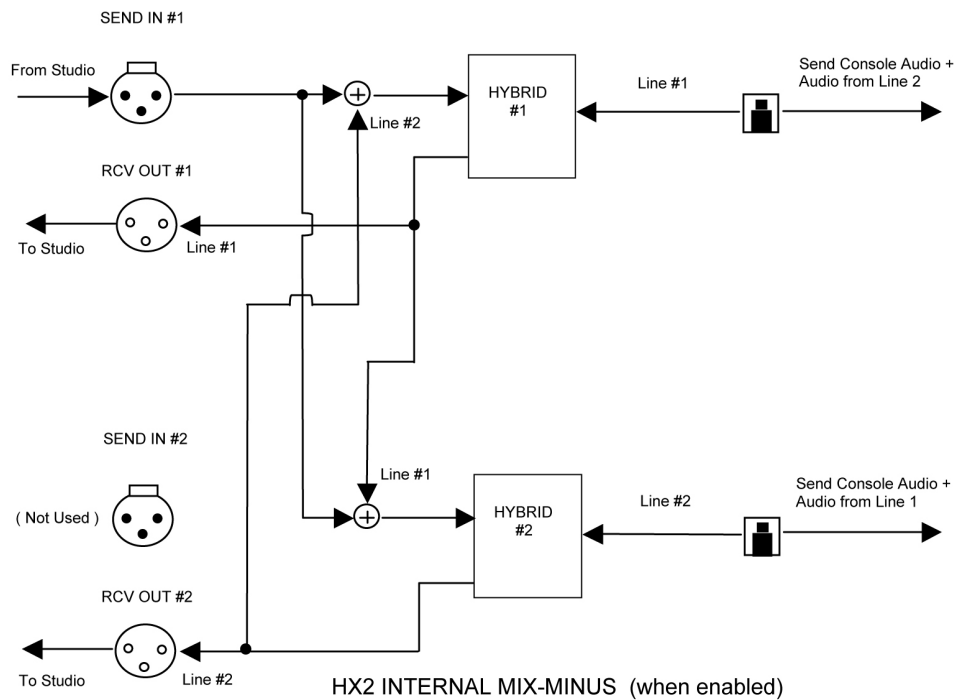 SEND IN #1
From Studio
HYBRID
#1
Line #1
Send Console Audio +
Audio from Line 2
Line #2
RCV OUT #1
To Studio
Line #1
SEND IN #2
( Not Used )
Line #1
HYBRID
#2
Line #2
Send Console Audio +
Audio from Line 1
RCV OUT #2
To Studio
Line #2
HX2 INTERNAL MIX-MINUS (when enabled)